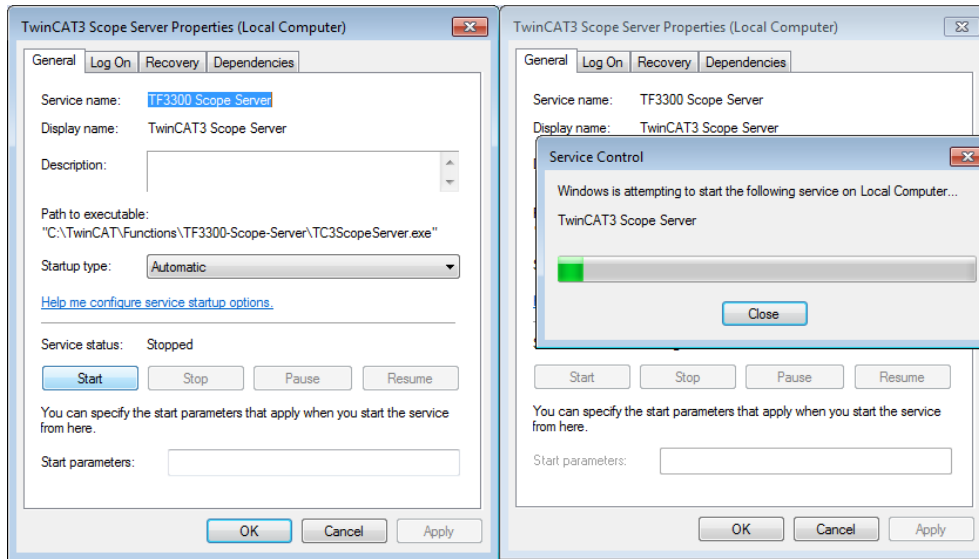 TwinCAT3 Scope Server Properties (Local Computer)
General Log On Recovery Dependencies
Service name: TF3300 Scope Server
Display name: TwinCAT3 Scope Server
Description:
Path to executable:
"C:\TwinCAT\Functions\TF3300-Scope-Server\TC3ScopeServer.exe"
Startup type: Automatic
Help me configure service startup options.
Service status: Stopped
Start Stop Pause Resume
You can specify the start parameters that apply when you start the service
from here.
Start parameters:
OK Cancel Apply
TwinCAT3 Scope Server Properties (Local Computer)
General Log On Recovery Dependencies
Service name: TF3300 Scope Server
Display name: TwinCAT3 Scope Server
Service Control
Windows is attempting to start the following service on Local Computer...
TwinCAT3 Scope Server
Close
Start Stop Pause Resume
You can specify the start parameters that apply when you start the service
from here.
Start parameters:
OK Cancel Apply